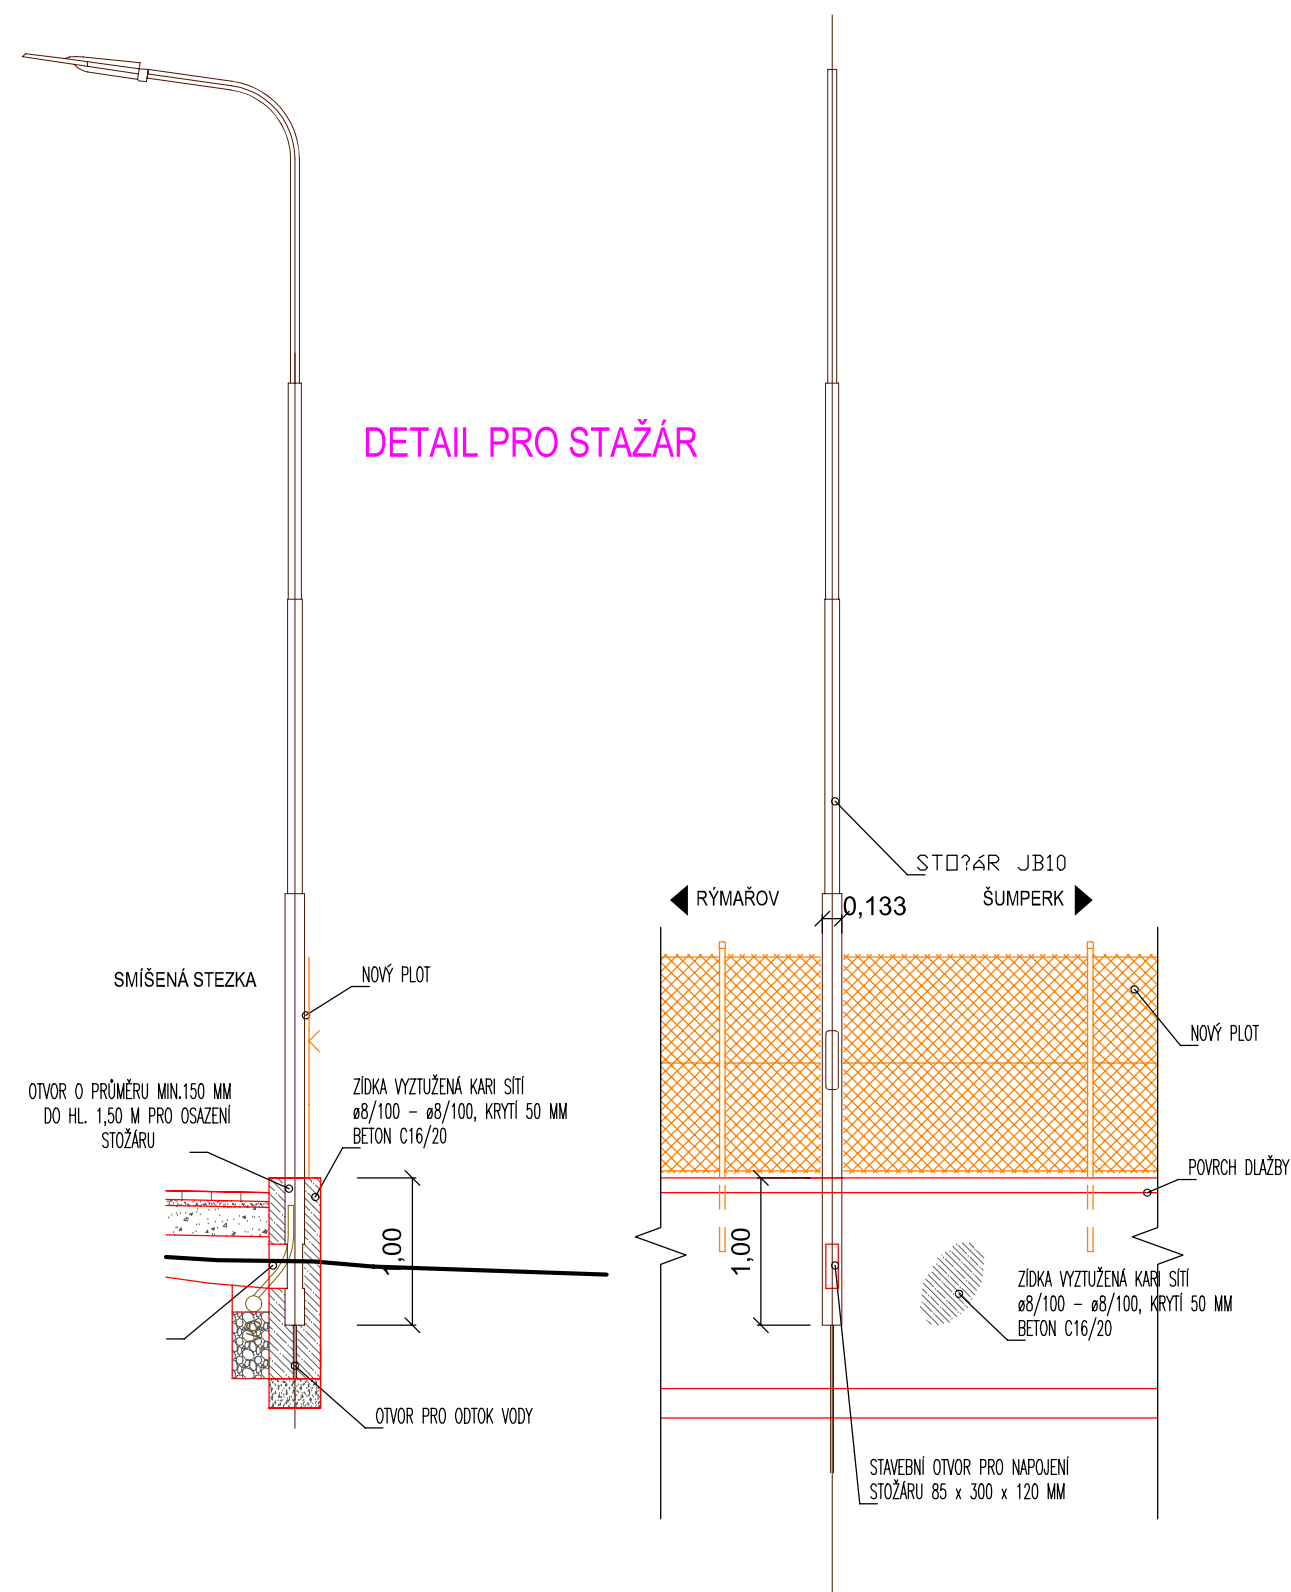 DETAIL PRO STAŽÁR
STO?ÁR JB10
RÝMAŘOV
ŠUMPERK
0,133
SMÍŠENÁ STEZKA
NOVÝ PLOT
NOVÝ PLOT
OTVOR O PRŮMĚRU MIN.150 MM
DO HL. 1,50 M PRO OSAZENÍ
STOŽÁRU
ZÍDKA VYZTUŽENÁ KARI SÍTÍ
ø8/100 – ø8/100, KRYTÍ 50 MM
BETON C16/20
POVRCH DLAŽBY
1,00
1,00
ZÍDKA VYZTUŽENÁ KARI SÍTÍ
ø8/100 – ø8/100, KRYTÍ 50 MM
BETON C16/20
OTVOR PRO ODTOK VODY
STAVEBNÍ OTVOR PRO NAPOJENÍ
STOŽÁRU 85 x 300 x 120 MM